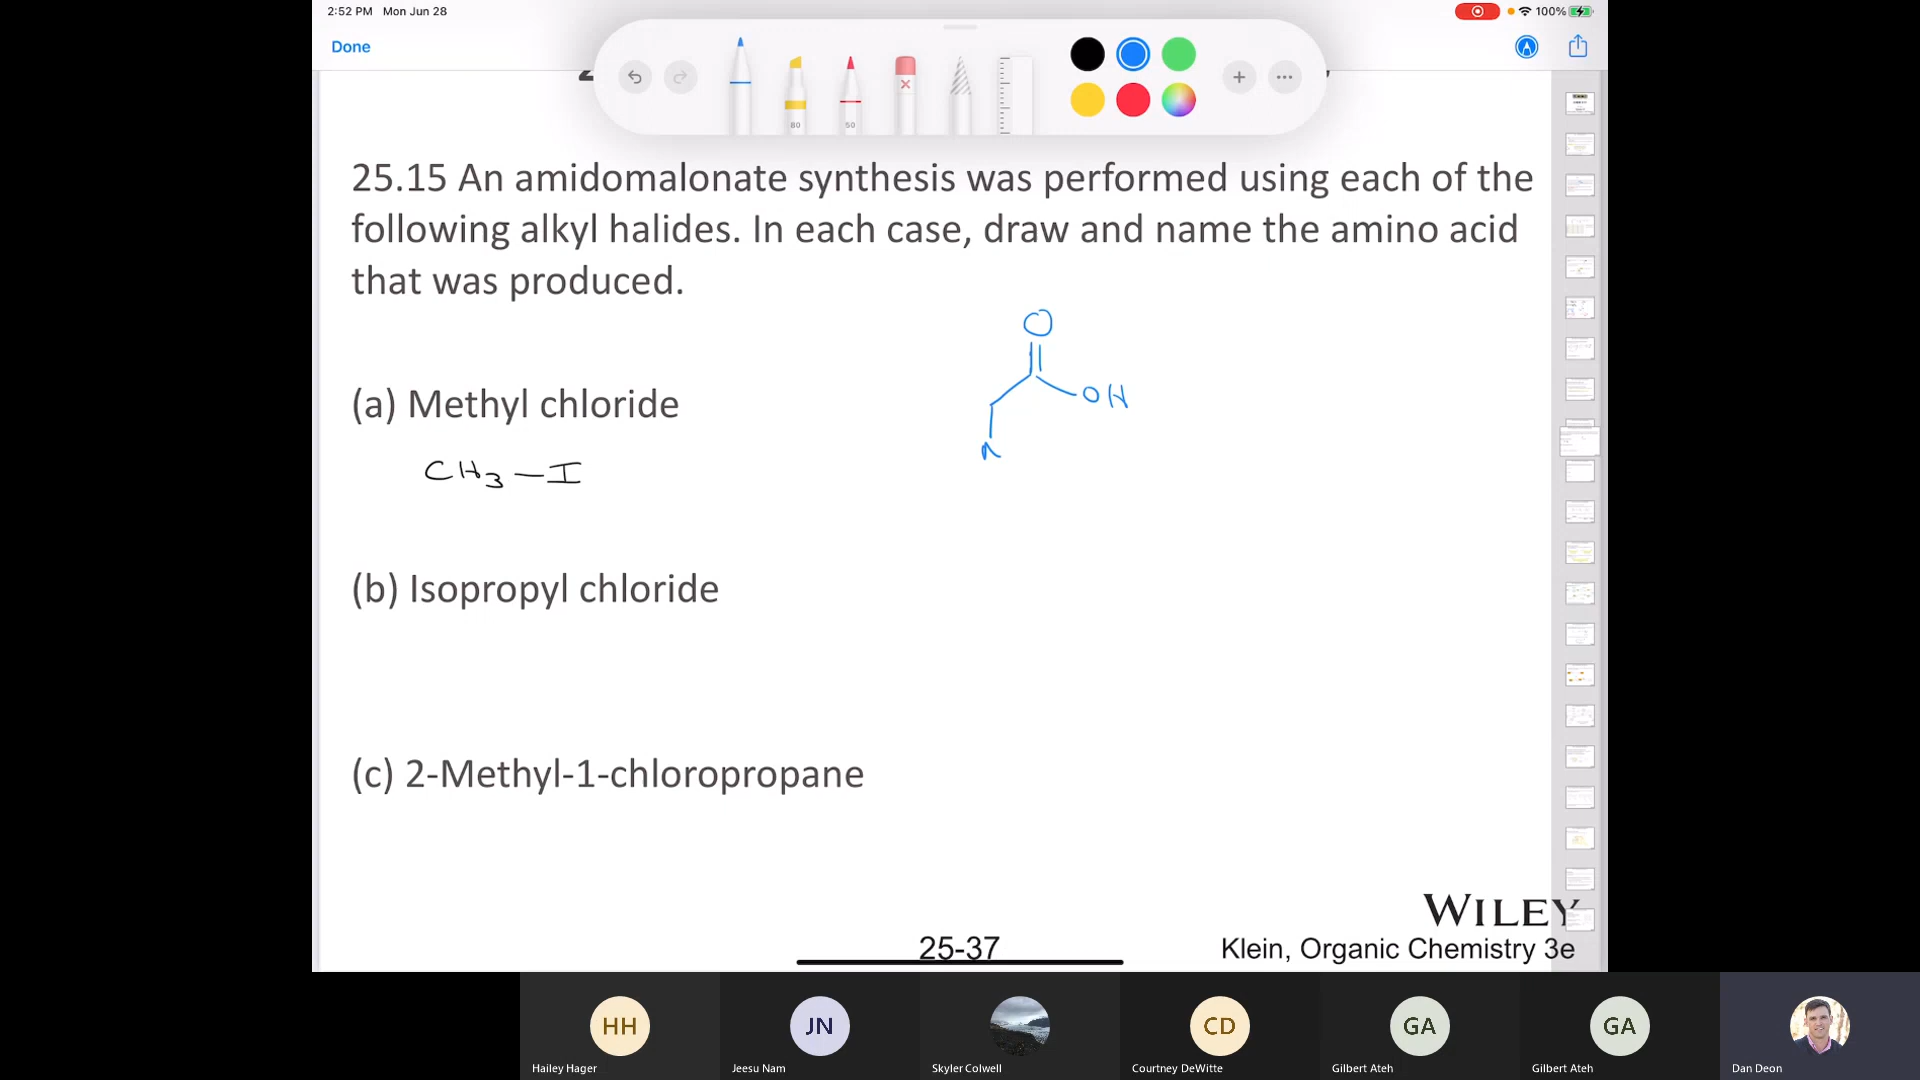 2:52 PM Mon Jun 28
100%
Done
80
50
25.15 An amidomalonate synthesis was performed using each of the
following alkyl halides. In each case, draw and name the amino acid
that was produced.
O
OH
(a) Methyl chloride
CH3—I
(b) Isopropyl chloride
(c) 2-Methyl-1-chloropropane
WILEY
25-37
Klein, Organic Chemistry 3e
HH
JN
CD
GA
GA
Hailey Hager
Jeesu Nam
Skyler Colwell
Courtney DeWitte
Gilbert Ateh
Gilbert Ateh
Dan Deon